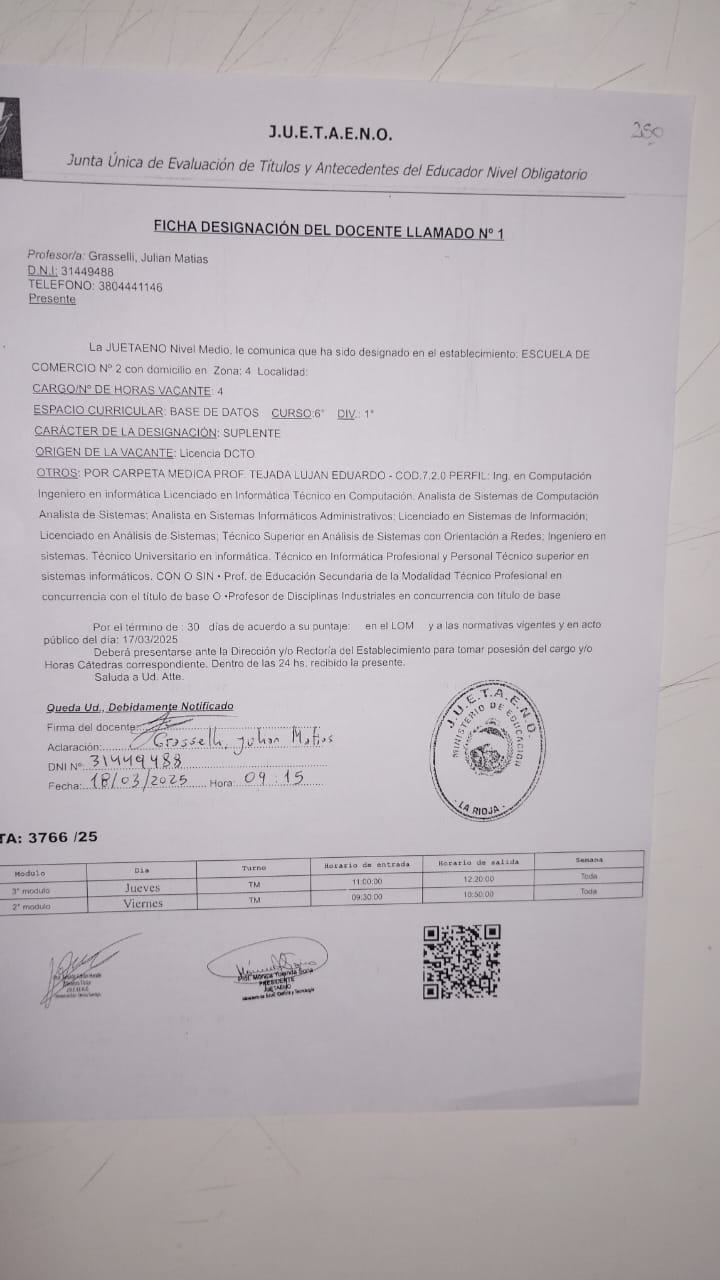 J.U.E.T.A.E.N.O.
250
Junta Única de Evaluación de Títulos y Antecedentes del Educador Nivel Obligatorio
FICHA DESIGNACIÓN DEL DOCENTE LLAMADO Nº 1
Profesor/a: Grasselli, Julian Matias
D.N.I: 31449488
TELEFONO: 3804441146
Presente
La JUETAENO Nivel Medio, le comunica que ha sido designado en el establecimiento: ESCUELA DE
COMERCIO Nº 2 con domicilio en Zona: 4 Localidad:
CARGO/Nº DE HORAS VACANTE: 4
ESPACIO CURRICULAR: BASE DE DATOS CURSO:6° DIV.: 1°
CARÁCTER DE LA DESIGNACIÓN: SUPLENTE
ORIGEN DE LA VACANTE: Licencia DCTO
OTROS: POR CARPETA MEDICA PROF. TEJADA LUJAN EDUARDO - COD.7.2.0 PERFIL: Ing. en Computación
Ingeniero en informática Licenciado en Informática Técnico en Computación. Analista de Sistemas de Computación
Analista de Sistemas; Analista en Sistemas Informáticos Administrativos; Licenciado en Sistemas de Información;
Licenciado en Análisis de Sistemas; Técnico Superior en Análisis de Sistemas con Orientación a Redes; Ingeniero en
sistemas. Técnico Universitario en informática. Técnico en Informática Profesional y Personal Técnico superior en
sistemas informáticos. CON O SIN • Prof. de Educación Secundaria de la Modalidad Técnico Profesional en
concurrencia con el título de base O •Profesor de Disciplinas Industriales en concurrencia con titulo de base
Por el término de : 30 días de acuerdo a su puntaje: en el LOM y a las normativas vigentes y en acto
público del día: 17/03/2025
Deberá presentarse ante la Dirección y/o Rectoría del Establecimiento para tomar posesión del cargo y/o
Horas Cátedras correspondiente. Dentro de las 24 hs. recibido la presente.
Saluda a Ud. Atte.
Queda Ud., Debidamente Notificado
Firma del docente:
Aclaración: Grasselli, Julian Matias
DNI Nº 31449488
Fecha: 18/03/2025 Hora: 09:15
J.U.E.T.A.E.N.O.
MINISTERIO DE EDUCACION
- LA RIOJA -
TA: 3766 /25
Modulo Dia Turno Horario de entrada Horario de salida Semana
3° modulo Jueves TM 11:00:00 12:20:00 Toda
2° modulo Viernes TM 09:30:00 10:50:00 Toda
PRESIDENTE
JUETAENO